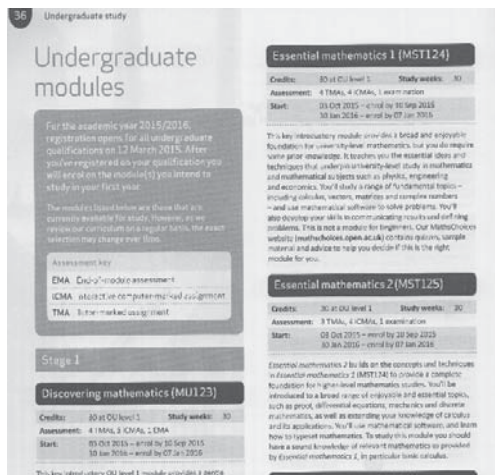 36
Undergraduate study
Undergraduate
modules
For the academic year 2015/2016,
registration opens for all undergraduate
qualifications on 12 March 2015. After
you've registered on your qualification you
will enrol on the module(s) you intend to
study in your first year
The modules listed below are those that are
currently available for study. However, as we
review our curriculum on a regular basis, the exact
selection may change over time.
Assessment key
EMA End-of-module assessment
iCMA Interactive computer-marked assignment
TMA Tutor-marked assignment
Stage 1
Discovering mathematics (MU123)
Credits: 30 at OU level 1 Study weeks: 30
Assessment: 4 TMAs, 5 iCMAs, 1 EMA
Start: 03 Oct 2015 – enrol by 10 Sep 2015
30 Jan 2016 – enrol by 07 Jan 2016
This key introductory OU level 1 module provides a gentle
Essential mathematics 1 (MST124)
Credits: 30 at OU level 1 Study weeks: 30
Assessment: 4 TMAs, 4 iCMAs, 1 examination
Start: 03 Oct 2015 – enrol by 10 Sep 2015
30 Jan 2016 – enrol by 07 Jan 2016
This key introductory module provides a broad and enjoyable
foundation for university-level mathematics, but you do require
some prior knowledge. It teaches you the essential ideas and
techniques that underpin university-level study in mathematics
and mathematical subjects such as physics, engineering
and economics. You'll study a range of fundamental topics –
including calculus, vectors, matrices and complex numbers
– and use mathematical software to solve problems. You'll
also develop your skills in communicating results and defining
problems. This is not a module for beginners. Our MathsChoices
website (mathschoices.open.ac.uk) contains quizzes, sample
material and advice to help you decide if this is the right
module for you.
Essential mathematics 2 (MST125)
Credits: 30 at OU level 1 Study weeks: 30
Assessment: 3 TMAs, 4 iCMAs, 1 examination
Start: 03 Oct 2015 – enrol by 10 Sep 2015
30 Jan 2016 – enrol by 07 Jan 2016
Essential mathematics 2 builds on the concepts and techniques
in Essential mathematics 1 (MST124) to provide a complete
foundation for higher-level mathematics studies. You'll be
introduced to a broad range of enjoyable and essential topics,
such as proof, differential equations, mechanics and discrete
mathematics, as well as extending your knowledge of calculus
and its applications. You'll use mathematical software, and learn
how to typeset mathematics. To study this module you should
have a sound knowledge of relevant mathematics as provided
by Essential mathematics 1, in particular basic calculus.